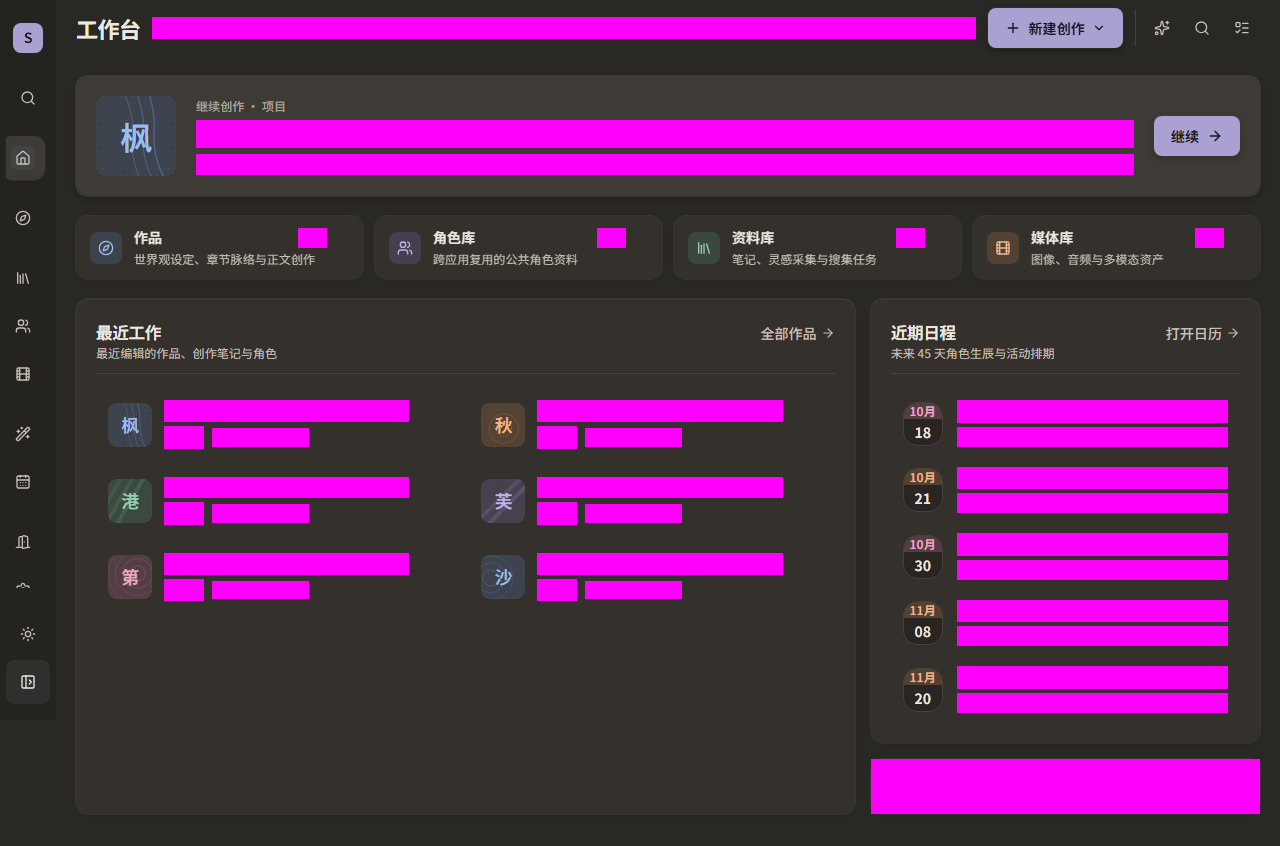 S
工作台
新建创作
枫
继续创作 · 项目
继续
作品
世界观设定、章节脉络与正文创作
角色库
跨应用复用的公共角色资料
资料库
笔记、灵感采集与搜集任务
媒体库
图像、音频与多模态资产
最近工作
最近编辑的作品、创作笔记与角色
全部作品
枫
秋
港
芙
第
沙
近期日程
未来 45 天角色生辰与活动排期
打开日历
10月
18
10月
21
10月
30
11月
08
11月
20